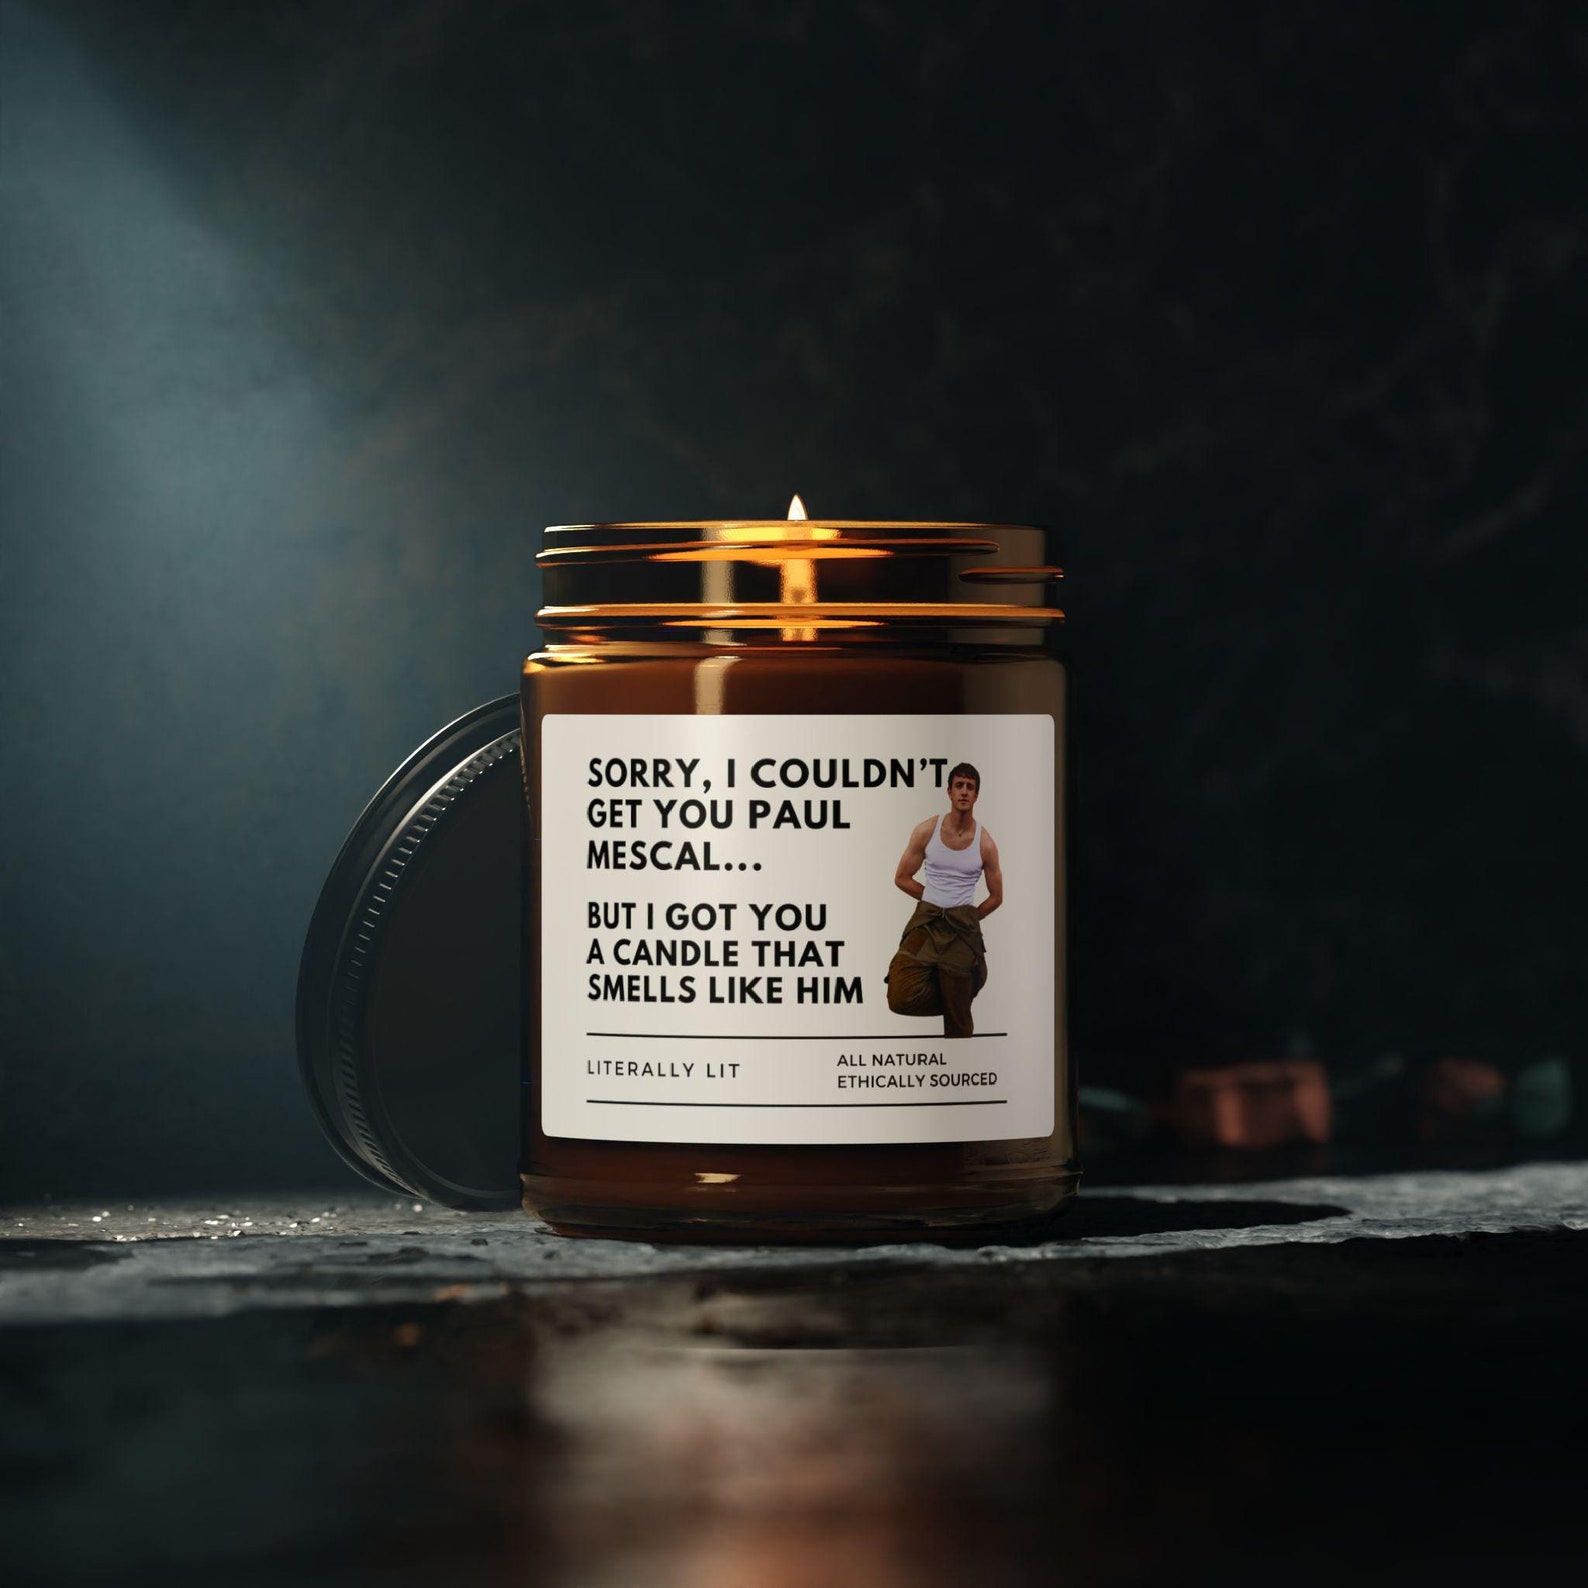 SORRY, I COULDN'T
GET YOU PAUL
MESCAL...
BUT I GOT YOU
A CANDLE THAT
SMELLS LIKE HIM
LITERALLY LIT
ALL NATURAL
ETHICALLY SOURCED